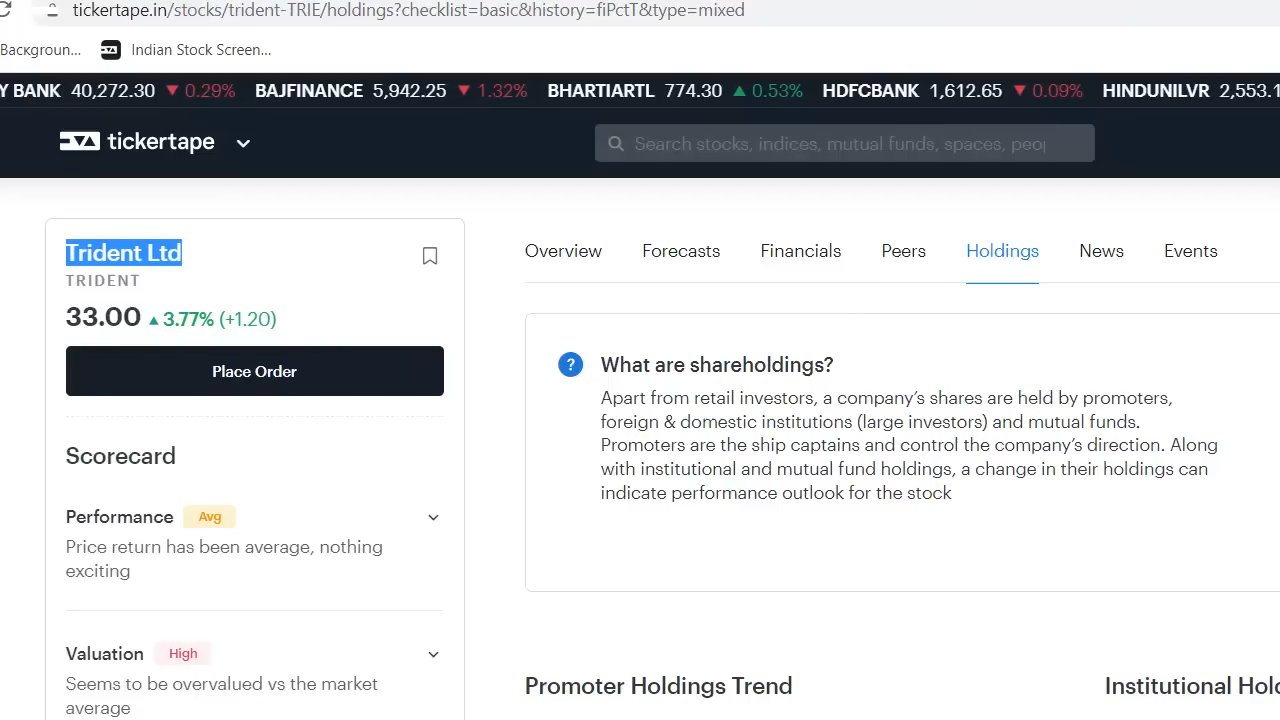 tickertape.in/stocks/trident-TRIE/holdings?checklist=basic&history=fiPctT&type=mixed
Backgroun... Indian Stock Screen...
Y BANK 40,272.30 ▼ 0.29% BAJFINANCE 5,942.25 ▼ 1.32% BHARTIARTL 774.30 ▲ 0.53% HDFCBANK 1,612.65 ▼ 0.09% HINDUNILVR 2,553.1
tickertape
Search stocks, indices, mutual funds, spaces, peo
Trident Ltd
TRIDENT
33.00 ▲ 3.77% (+1.20)
Place Order
Scorecard
Performance Avg
Price return has been average, nothing
exciting
Valuation High
Seems to be overvalued vs the market
average
Overview Forecasts Financials Peers Holdings News Events
? What are shareholdings?
Apart from retail investors, a company’s shares are held by promoters,
foreign & domestic institutions (large investors) and mutual funds.
Promoters are the ship captains and control the company’s direction. Along
with institutional and mutual fund holdings, a change in their holdings can
indicate performance outlook for the stock
Promoter Holdings Trend
Institutional Hol